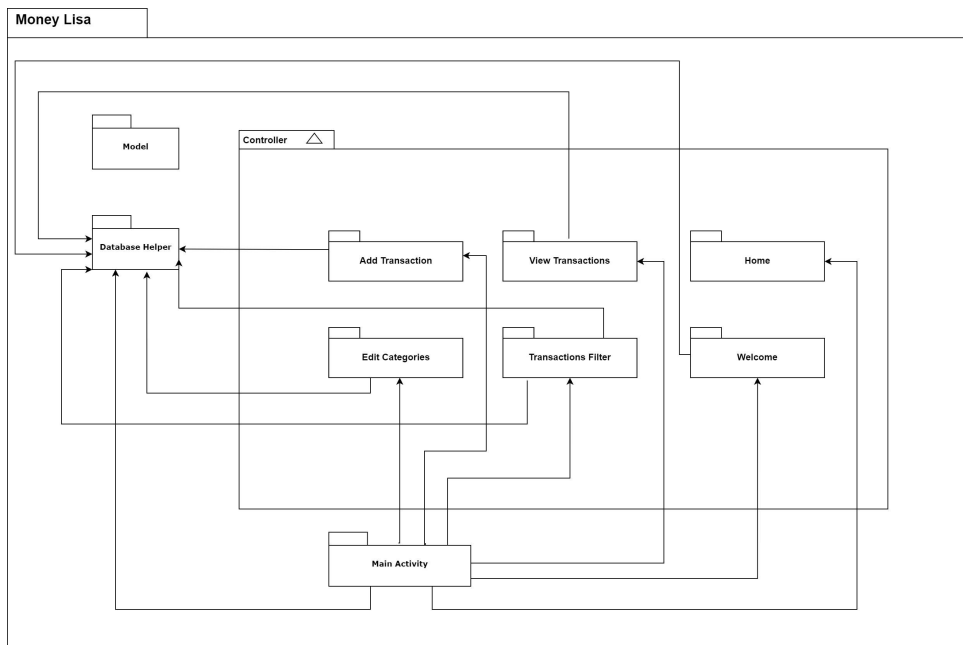 Money Lisa
Model
Controller
Database Helper
Add Transaction
View Transactions
Home
Edit Categories
Transactions Filter
Welcome
Main Activity